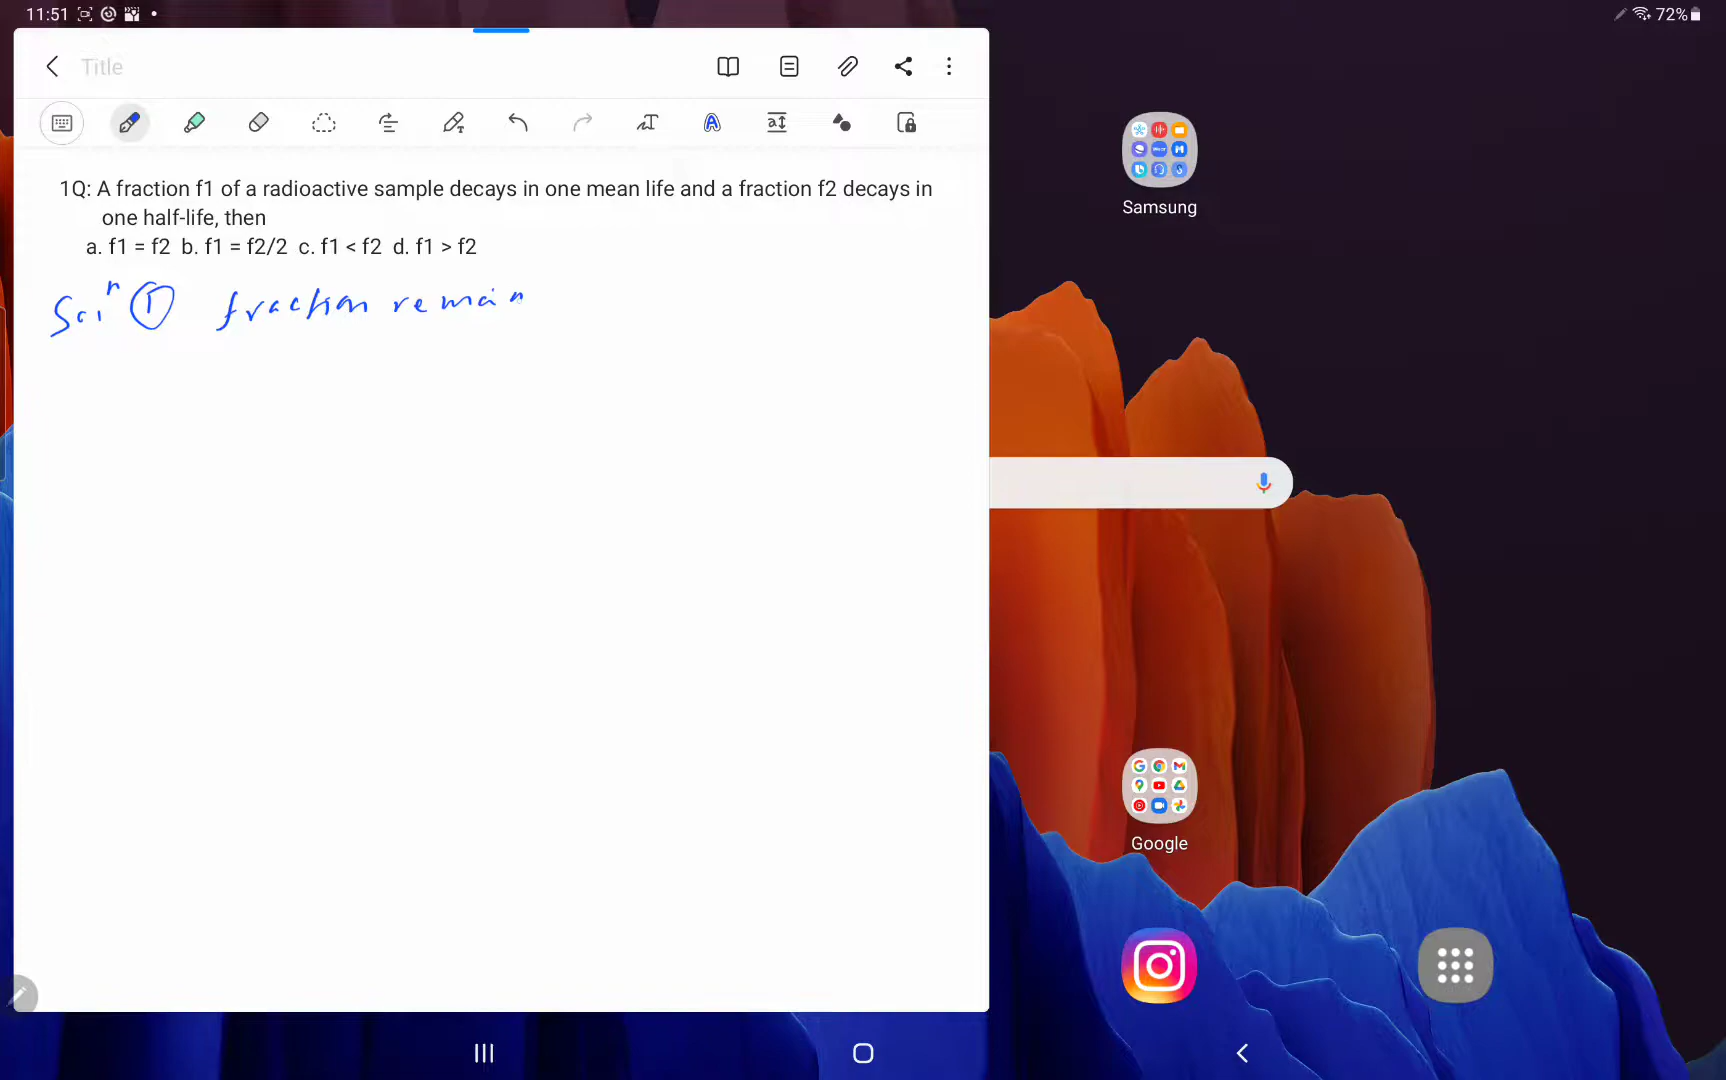 11:51
72%
Title
1Q: A fraction f1 of a radioactive sample decays in one mean life and a fraction f2 decays in
one half-life, then
a. f1 = f2 b. f1 = f2/2 c. f1 < f2 d. f1 > f2
Solⁿ ① fraction remain
Samsung
Google